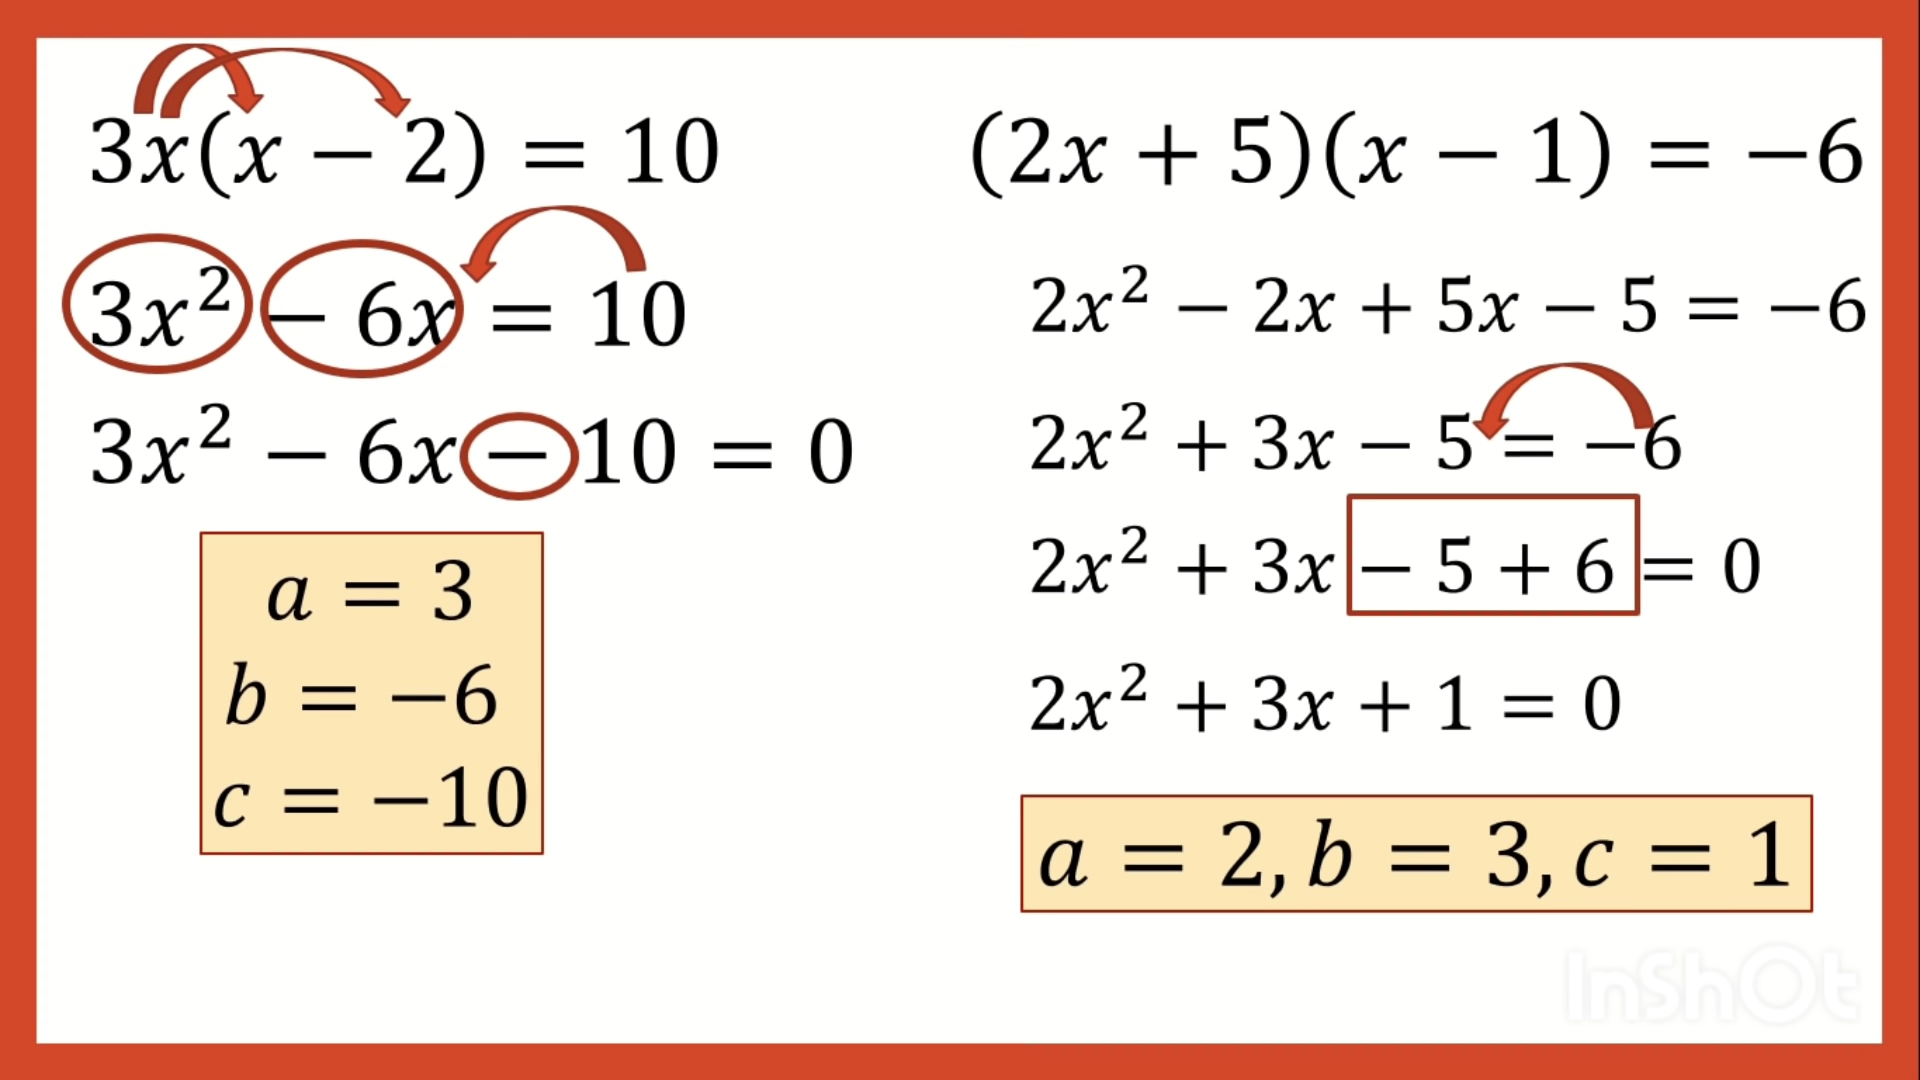 3x(x − 2) = 10
3x² − 6x = 10
3x² − 6x − 10 = 0
a = 3
b = −6
c = −10
(2x + 5)(x − 1) = −6
2x² − 2x + 5x − 5 = −6
2x² + 3x − 5 = −6
2x² + 3x − 5 + 6 = 0
2x² + 3x + 1 = 0
a = 2, b = 3, c = 1
InShOt